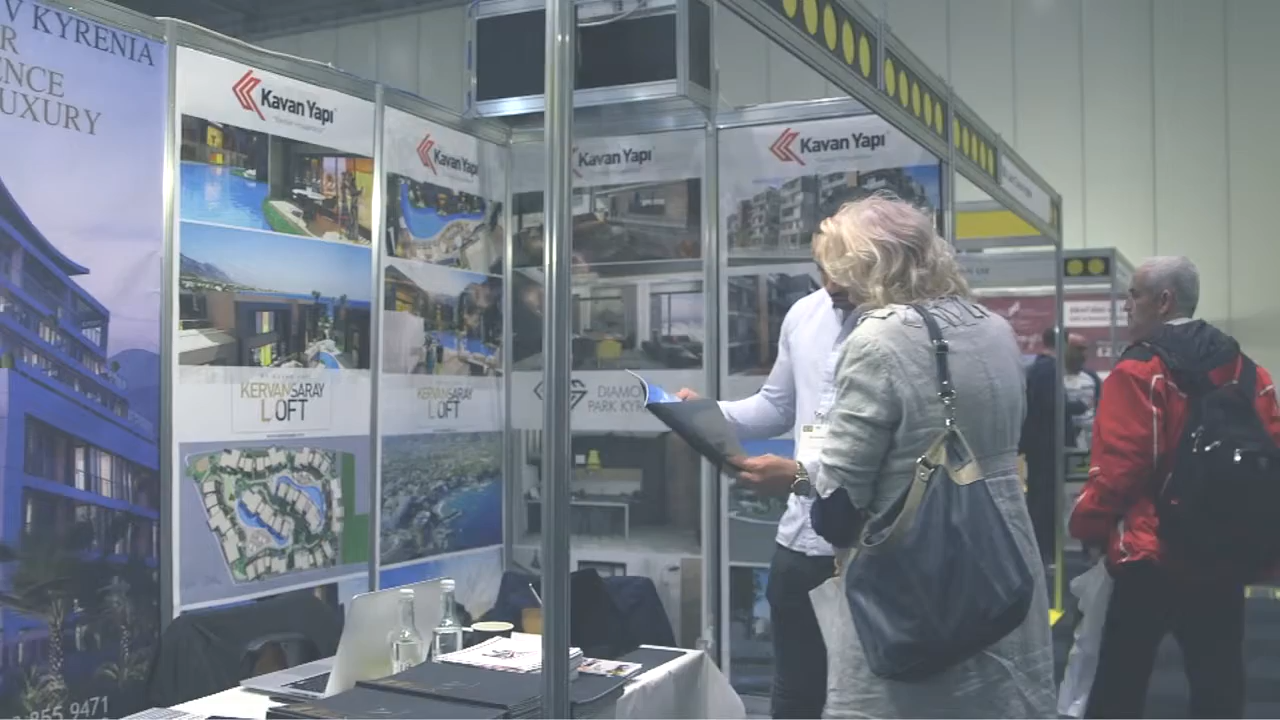 V KYRENIA
R
ENCE
UXURY
855 9471
Kavan Yapı
Kavan Yapı
Kavan Yapı
Kavan Yapı
KERVANSARAY
LOFT
KERVANSARAY
LOFT
DIAMO
PARK KYR